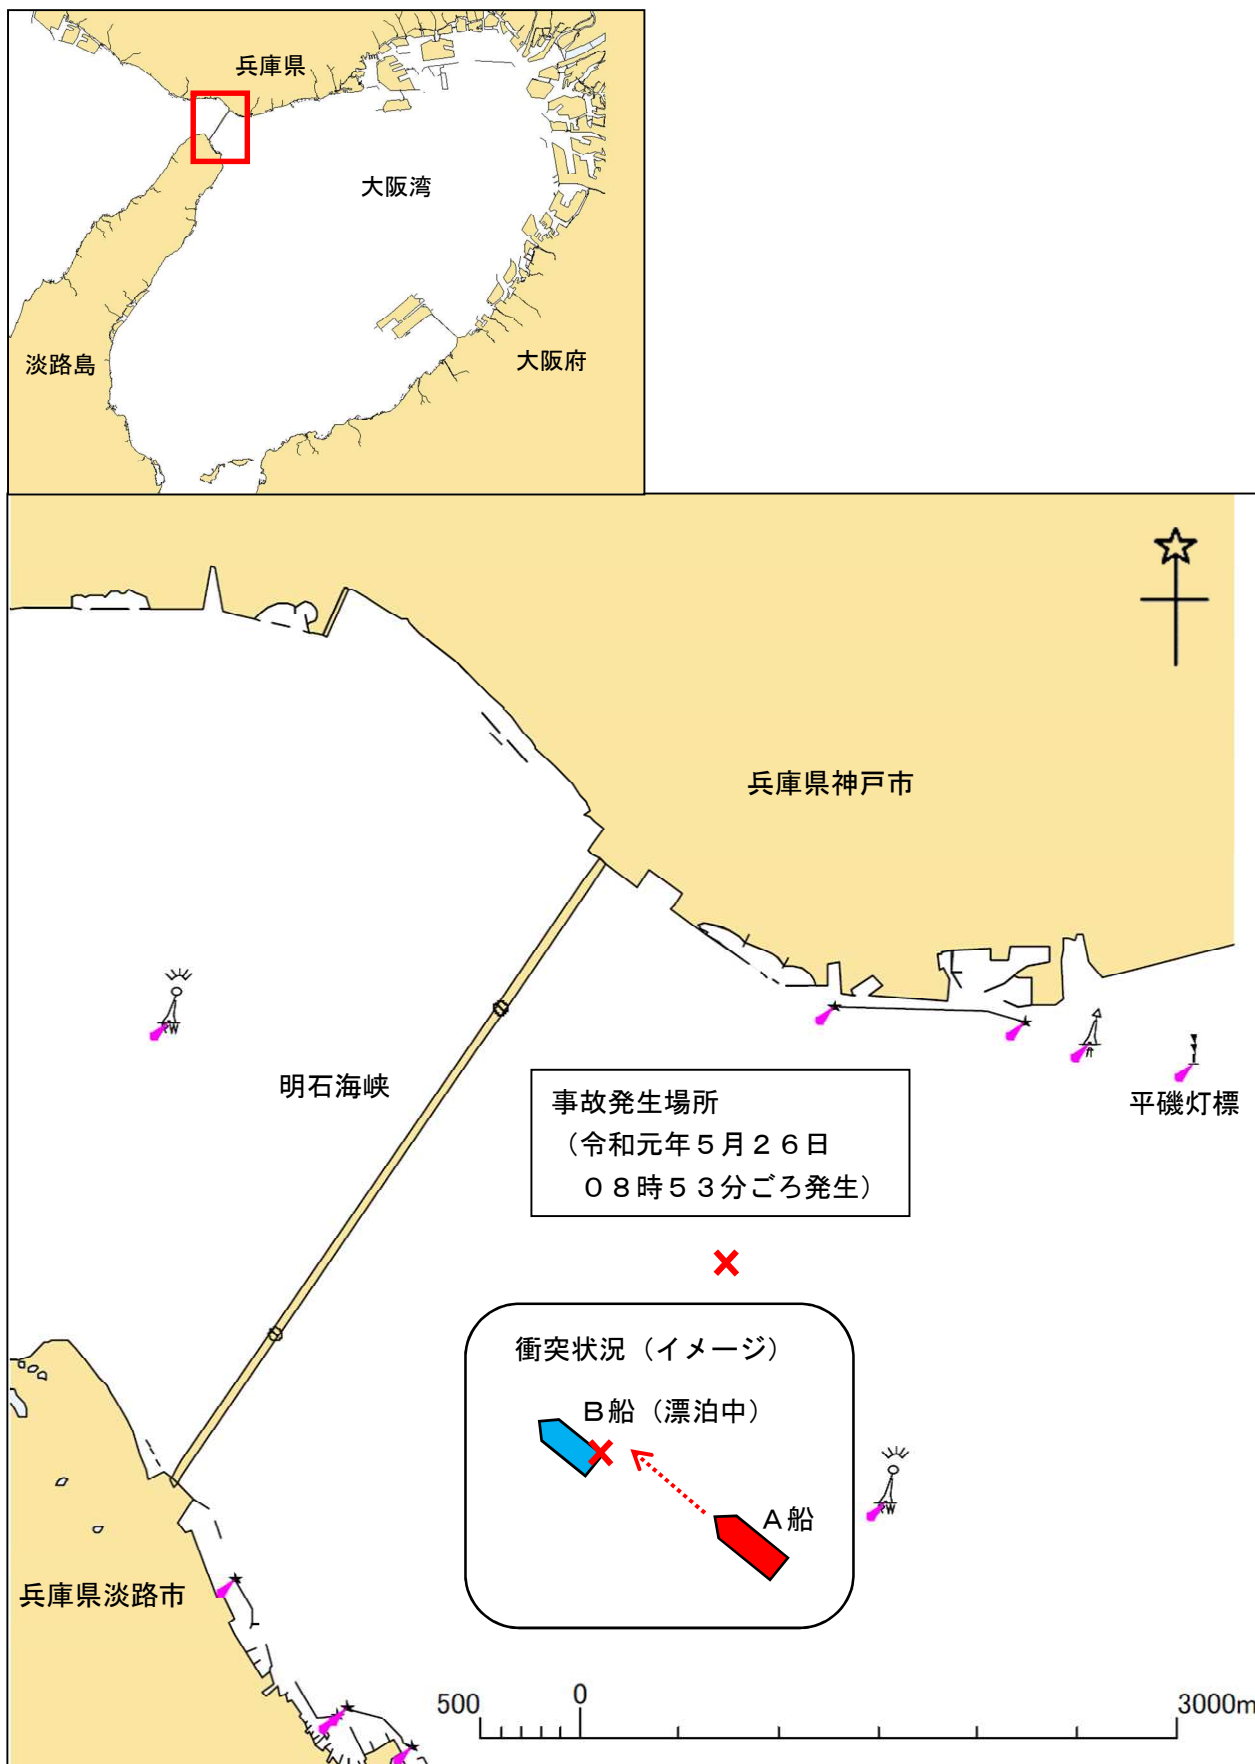 兵庫県
大阪湾
淡路島
大阪府
兵庫県神戸市
RW
明石海峡
平磯灯標
事故発生場所
（令和元年５月２６日
０８時５３分ごろ発生）
衝突状況（イメージ）
Ｂ船（漂泊中）
Ａ船
RW
兵庫県淡路市
500 0 3000m